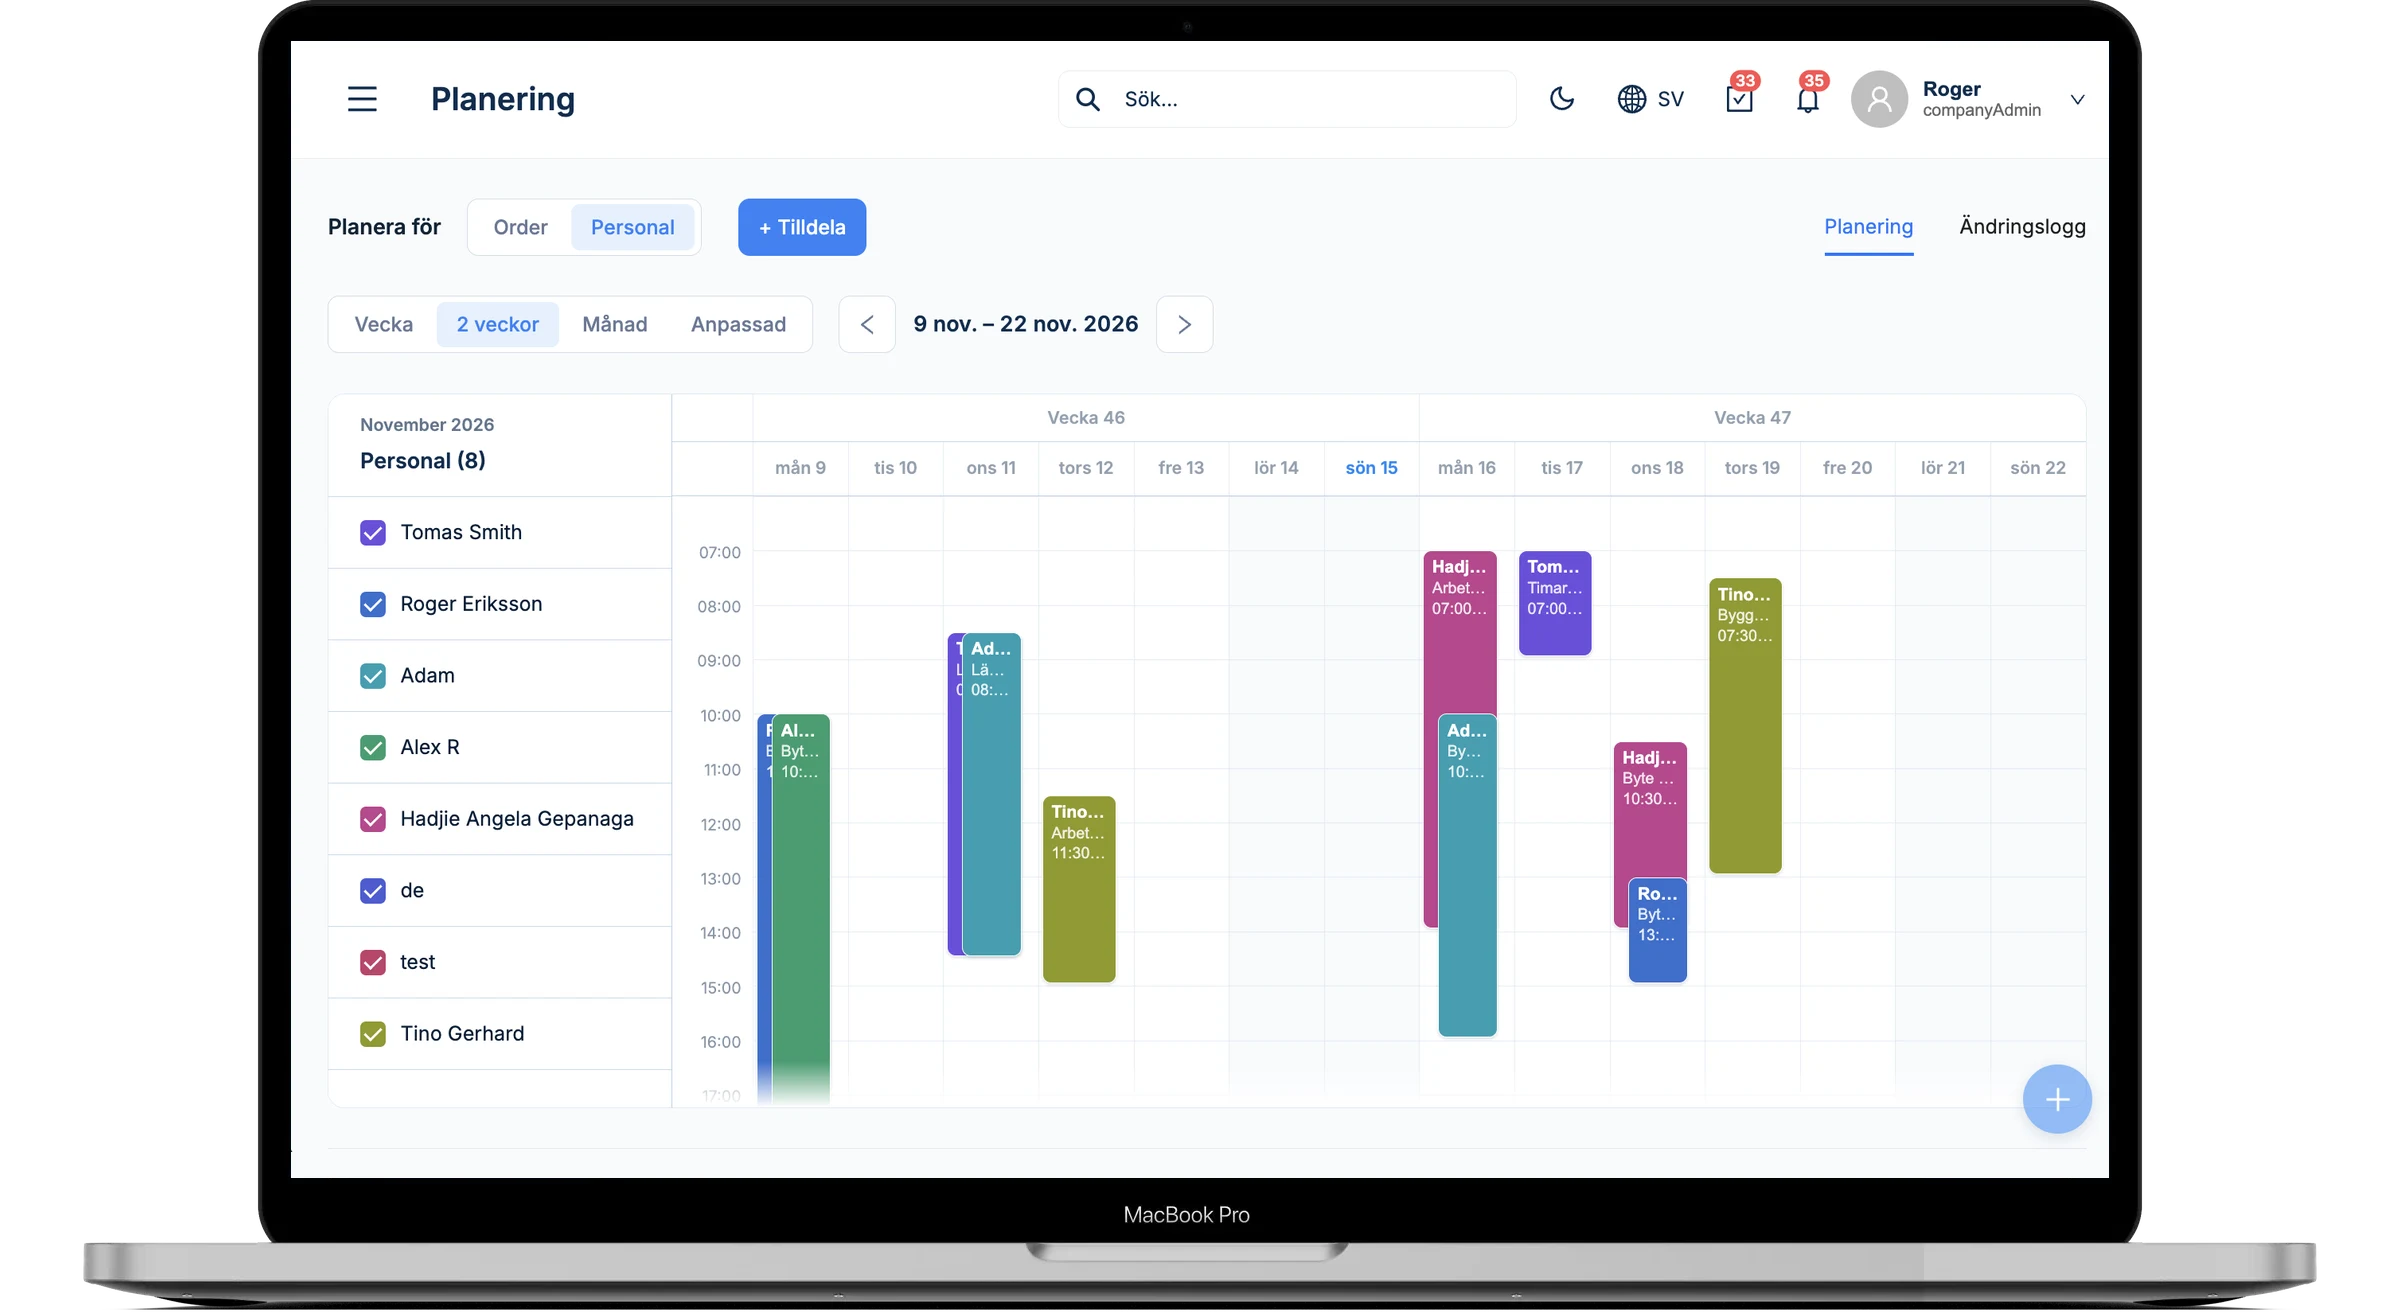 Planering
Sök...
SV
33
35
Roger
companyAdmin
Planera för
Order
Personal
+ Tilldela
Planering
Ändringslogg
Vecka
2 veckor
Månad
Anpassad
9 nov. – 22 nov. 2026
November 2026
Personal (8)
Vecka 46
Vecka 47
mån 9
tis 10
ons 11
tors 12
fre 13
lör 14
sön 15
mån 16
tis 17
ons 18
tors 19
fre 20
lör 21
sön 22
Tomas Smith
Roger Eriksson
Adam
Alex R
Hadjie Angela Gepanaga
de
test
Tino Gerhard
07:00
08:00
09:00
10:00
11:00
12:00
13:00
14:00
15:00
16:00
17:00
Al...
Byt...
10:...
Ad...
Lä...
08:...
Tino...
Arbet...
11:30...
Hadj...
Arbet...
07:00...
Ad...
By...
10:...
Tom...
Timar...
07:00...
Hadj...
Byte ...
10:30...
Ro...
Byt...
13:...
Tino...
Bygg...
07:30...
MacBook Pro